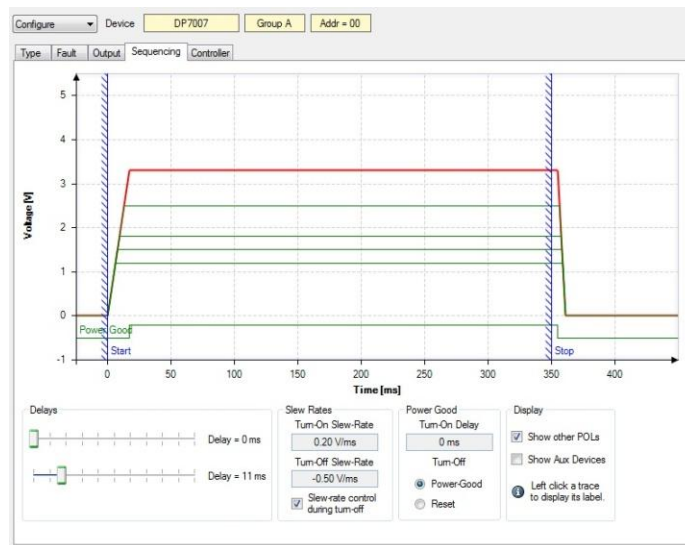 Configure Device DP7007 Group A Addr = 00
Type Fault Output Sequencing Controller
5
4
3
2
1
0
-1
Voltage [V]
Power Good
Start
Stop
0 50 100 150 200 250 300 350 400
Time [ms]
Delays
Delay = 0 ms
Delay = 11 ms
Slew Rates
Turn-On Slew-Rate
0.20 V/ms
Turn-Off Slew-Rate
-0.50 V/ms
Slew-rate control
during turn-off
Power Good
Turn-On Delay
0 ms
Turn-Off
Power-Good
Reset
Display
Show other POLs
Show Aux Devices
Left click a trace
to display its label.